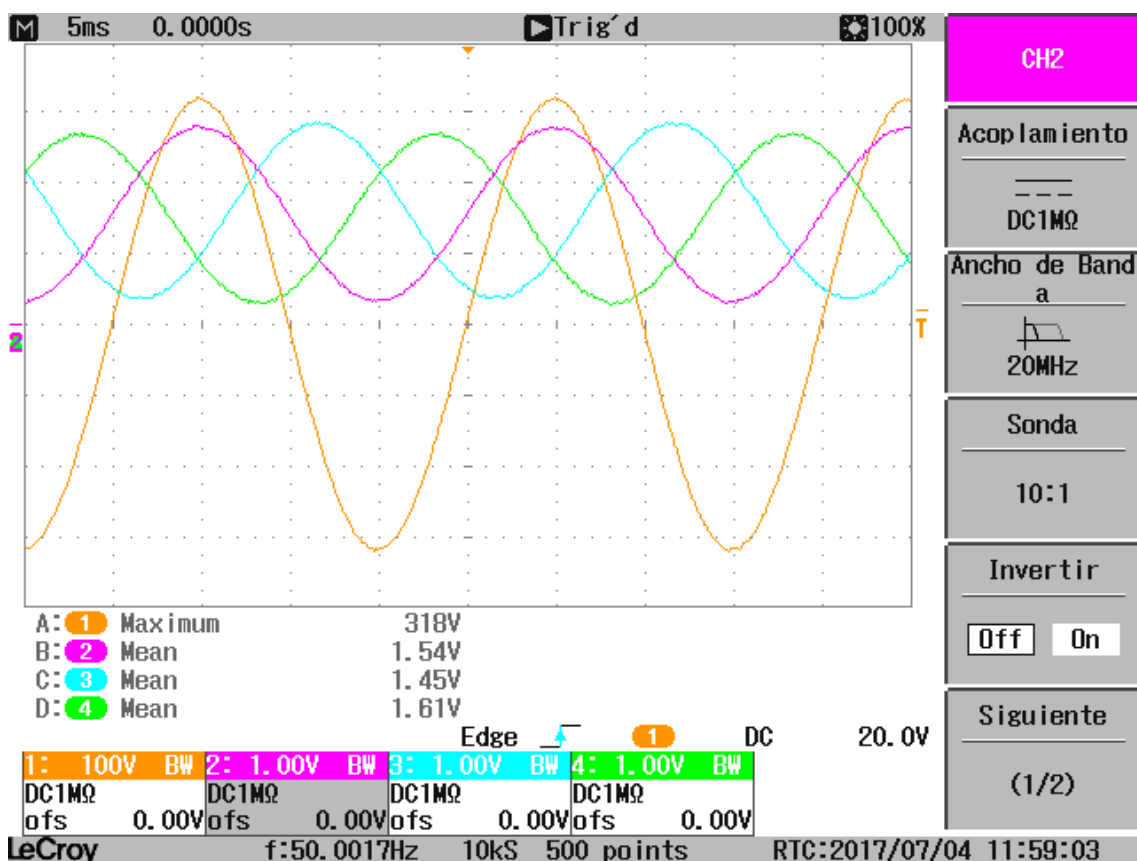 M 5ms 0.0000s Trig´d 100%
CH2
Acoplamiento
DC1MΩ
Ancho de Band
a
20MHz
Sonda
10:1
Invertir
Off On
Siguiente
(1/2)
2
T
A: 1 Maximum 318V
B: 2 Mean 1.54V
C: 3 Mean 1.45V
D: 4 Mean 1.61V
Edge 1 DC 20.0V
1: 100V BW 2: 1.00V BW 3: 1.00V BW 4: 1.00V BW
DC1MΩ DC1MΩ DC1MΩ DC1MΩ
ofs 0.00V ofs 0.00V ofs 0.00V ofs 0.00V
LeCroy f:50.0017Hz 10kS 500 points RTC:2017/07/04 11:59:03